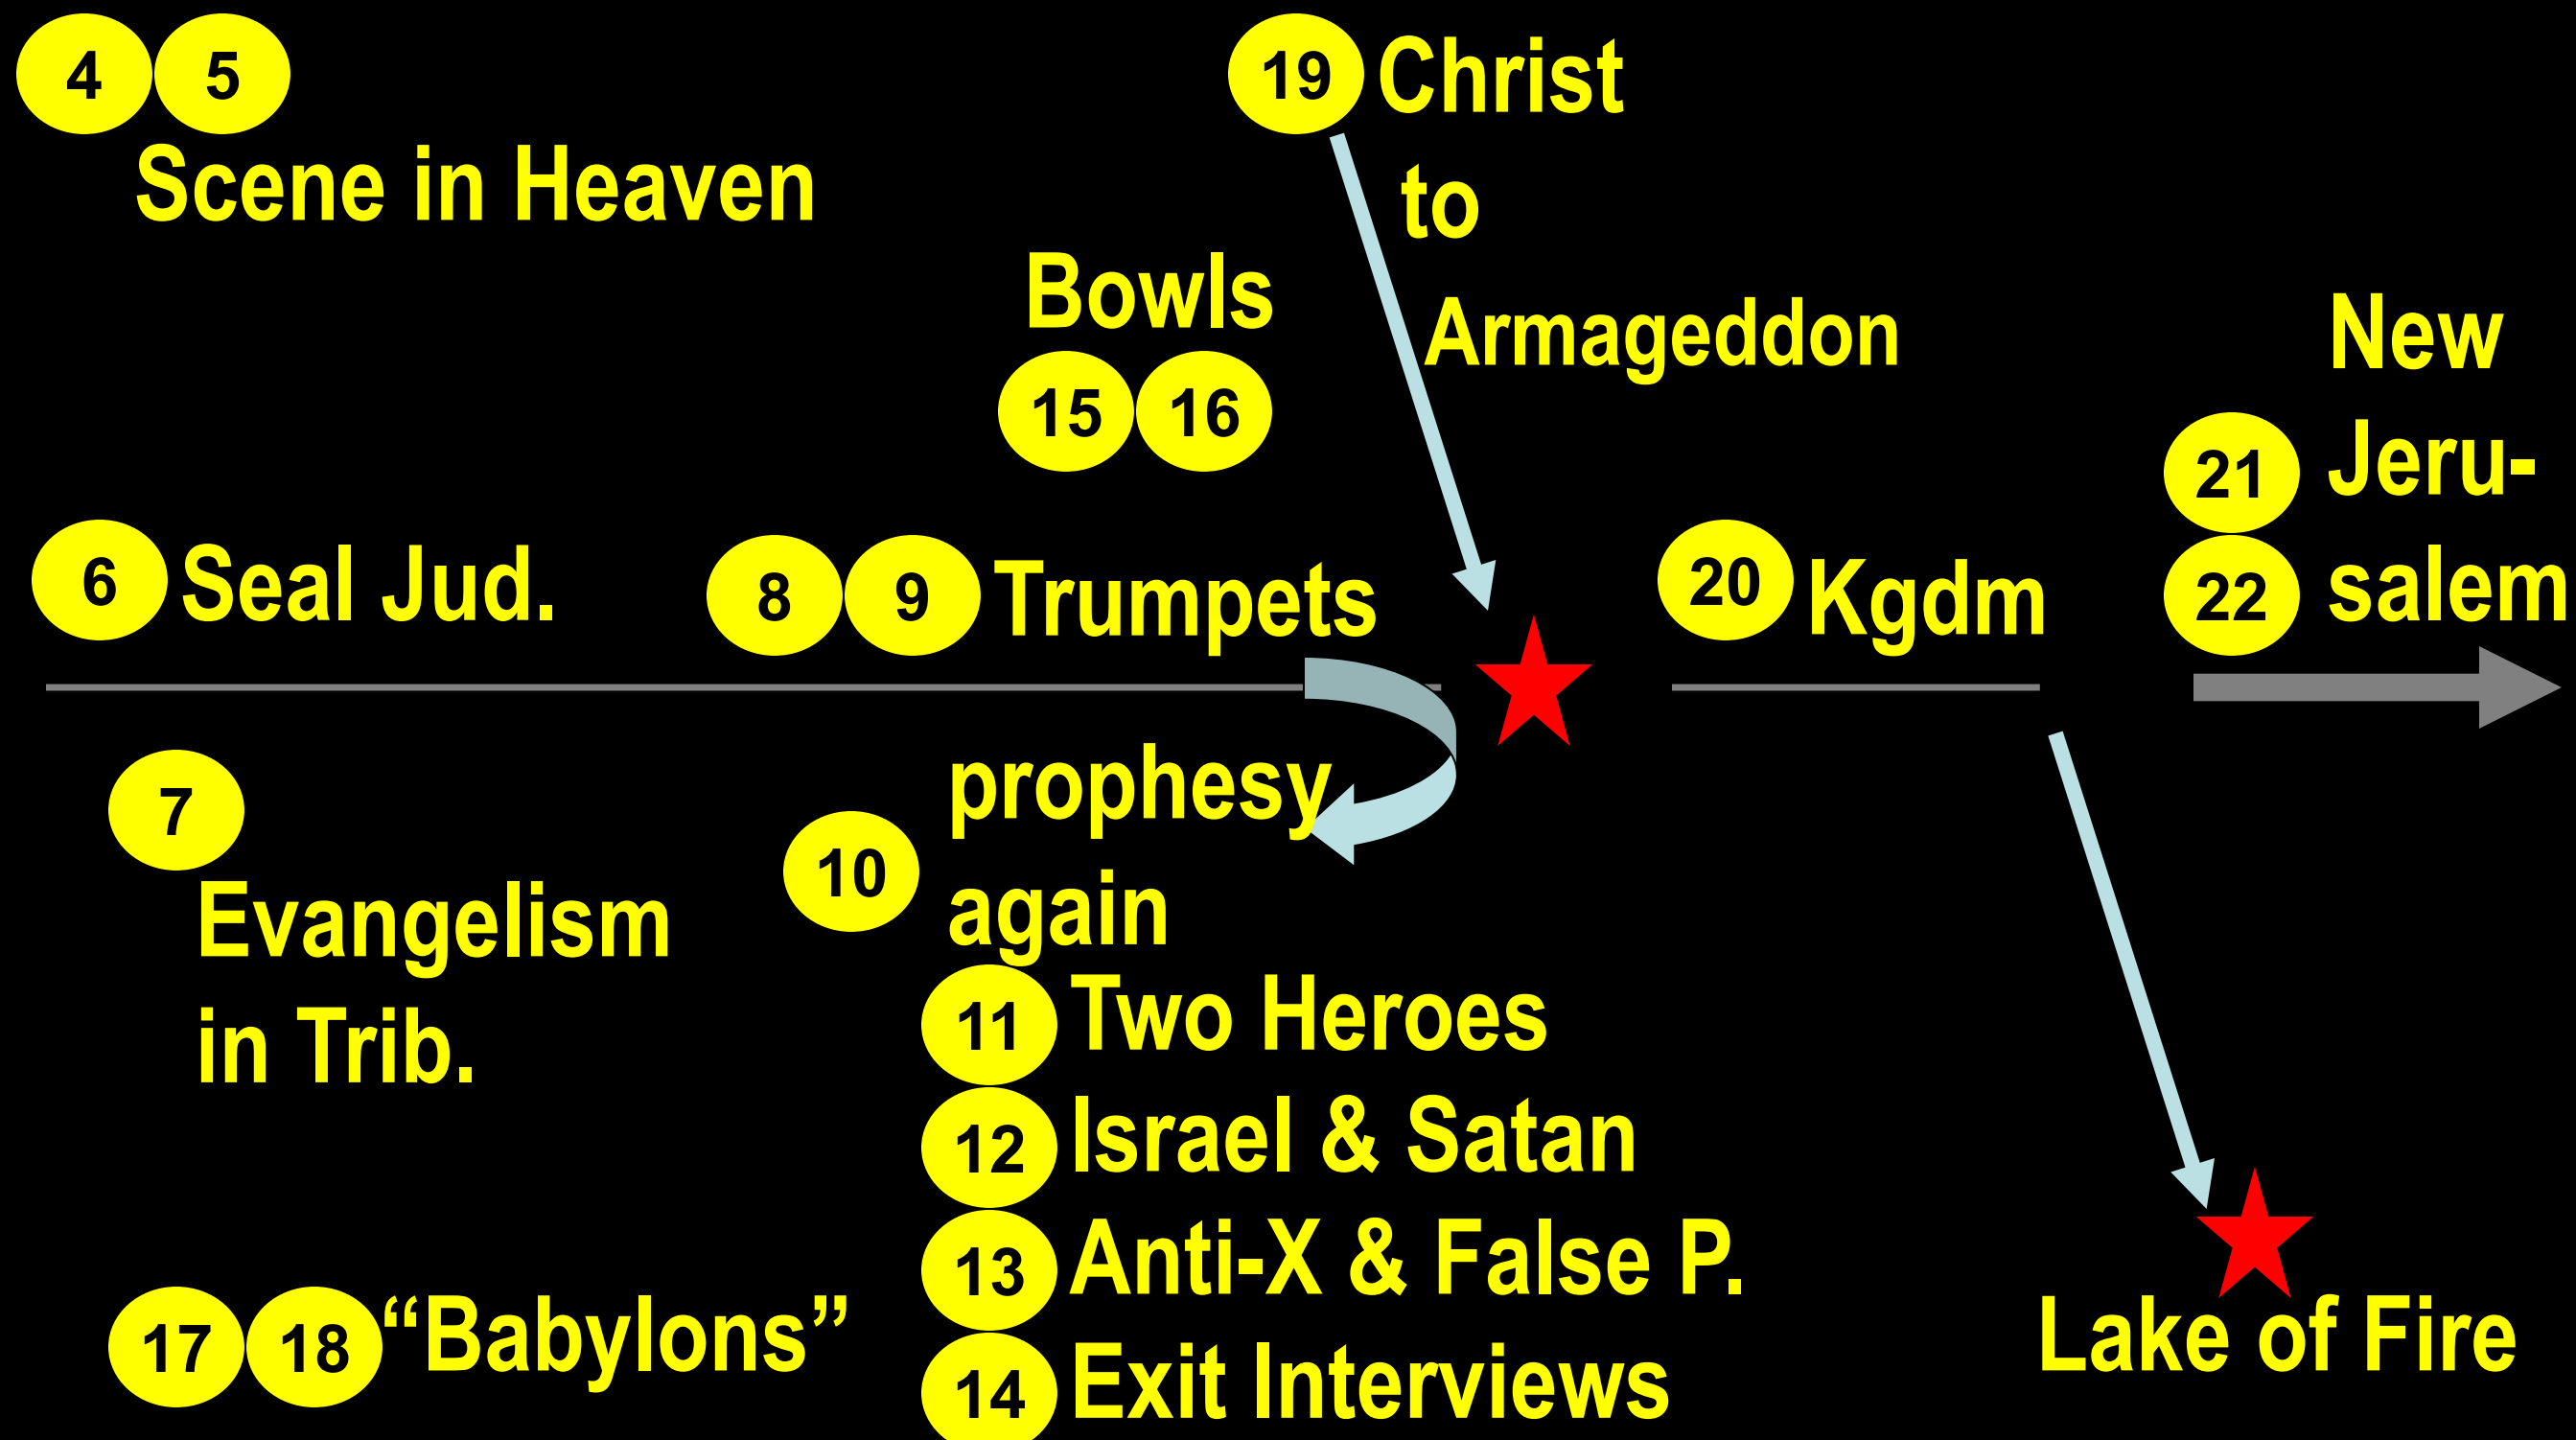 4 5
Scene in Heaven
19 Christ
to
Armageddon
Bowls
15 16
New
21 Jeru-
22 salem
6 Seal Jud.
8 9 Trumpets
20 Kgdm
7
Evangelism
in Trib.
10 prophesy
again
11 Two Heroes
12 Israel & Satan
13 Anti-X & False P.
14 Exit Interviews
17 18 “Babylons”
Lake of Fire